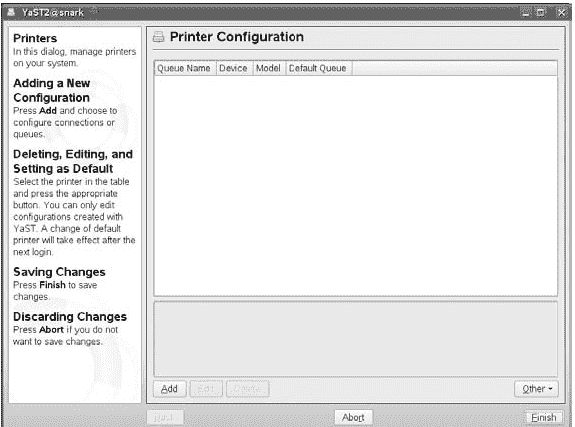 YaST2@snark
Printers
In this dialog, manage printers
on your system.
Adding a New
Configuration
Press Add and choose to
configure connections or
queues.
Deleting, Editing, and
Setting as Default
Select the printer in the table
and press the appropriate
button. You can only edit
configurations created with
YaST. A change of default
printer will take effect after the
next login.
Saving Changes
Press Finish to save
changes.
Discarding Changes
Press Abort if you do not
want to save changes.
Printer Configuration
Queue Name Device Model Default Queue
Add Edit Delete Other
Abort Finish